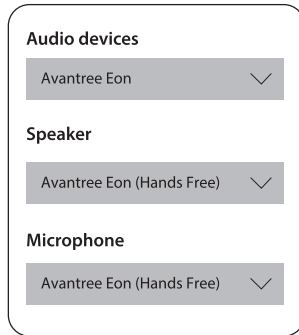 Audio devices
Avantree Eon
Speaker
Avantree Eon (Hands Free)
Microphone
Avantree Eon (Hands Free)